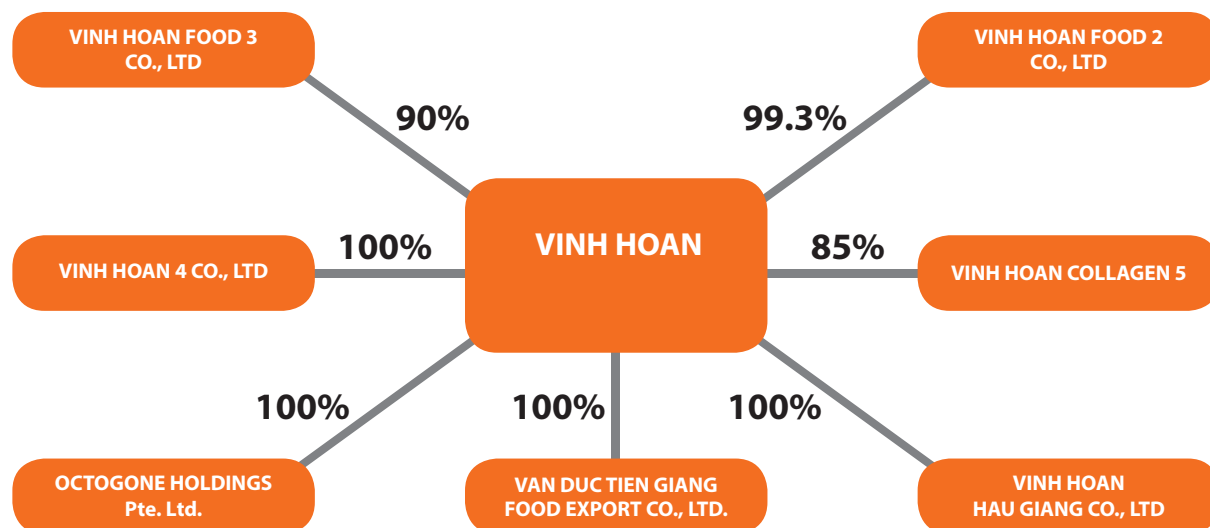 VINH HOAN FOOD 3
CO., LTD
VINH HOAN FOOD 2
CO., LTD
90%
99.3%
VINH HOAN
100%
85%
VINH HOAN 4 CO., LTD
VINH HOAN COLLAGEN 5
100%
100%
100%
OCTOGONE HOLDINGS
Pte. Ltd.
VAN DUC TIEN GIANG
FOOD EXPORT CO., LTD.
VINH HOAN
HAU GIANG CO., LTD